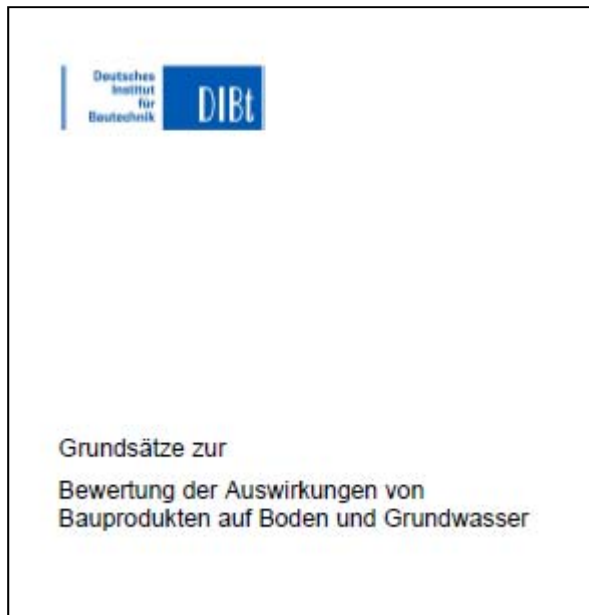 Deutsches
Institut
für
Bautechnik
DIBt
Grundsätze zur
Bewertung der Auswirkungen von
Bauprodukten auf Boden und Grundwasser